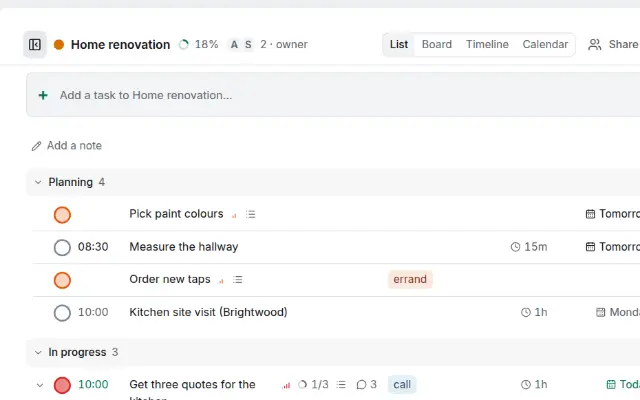 Home renovation 18% A S 2 · owner List Board Timeline Calendar Share
Add a task to Home renovation...
Add a note
Planning 4
Pick paint colours
08:30 Measure the hallway 15m
Order new taps errand
10:00 Kitchen site visit (Brightwood) 1h
In progress 3
10:00 Get three quotes for the 1/3 3 call 1h